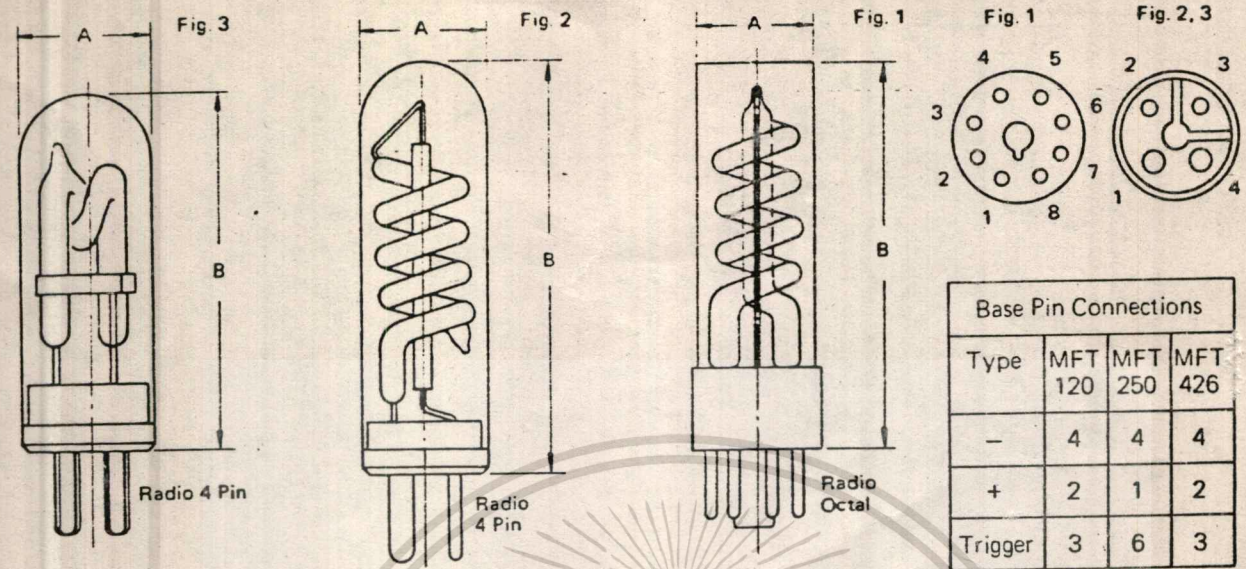 Fig. 3
A
B
Radio 4 Pin
Fig. 2
A
B
Radio
4 Pin
Fig. 1
A
B
Radio
Octal
Fig. 1
4 5
3 6
2 7
1 8
Fig. 2, 3
2 3
1 4
Base Pin Connections
Type MFT 120 MFT 250 MFT 426
− 4 4 4
+ 2 1 2
Trigger 3 6 3